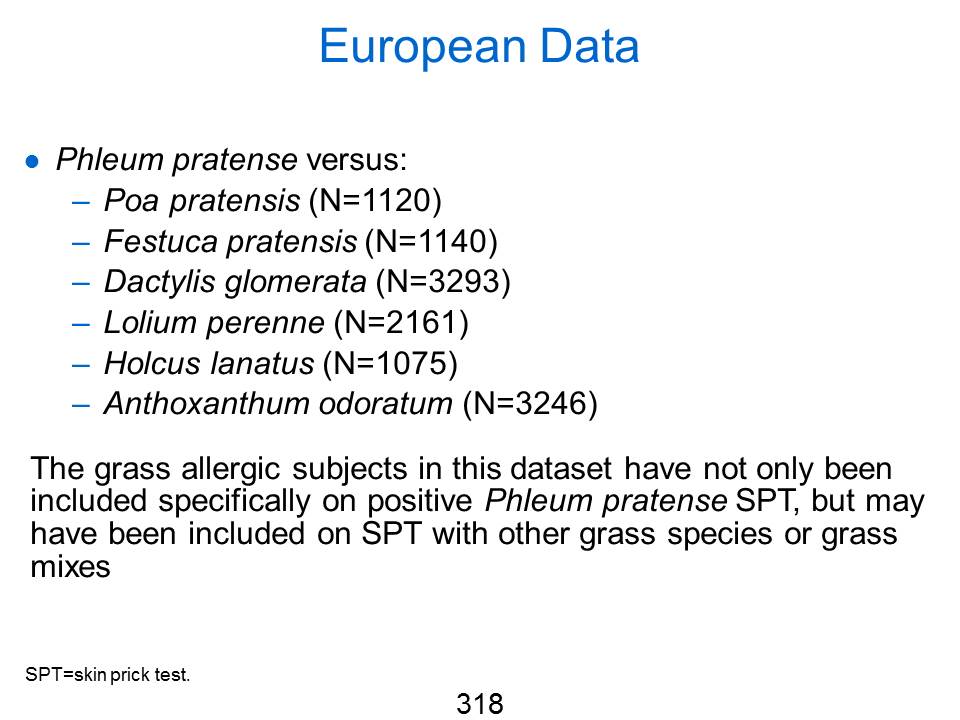 European Data
● Phleum pratense versus:
– Poa pratensis (N=1120)
– Festuca pratensis (N=1140)
– Dactylis glomerata (N=3293)
– Lolium perenne (N=2161)
– Holcus lanatus (N=1075)
– Anthoxanthum odoratum (N=3246)
The grass allergic subjects in this dataset have not only been
included specifically on positive Phleum pratense SPT, but may
have been included on SPT with other grass species or grass
mixes
SPT=skin prick test.
318